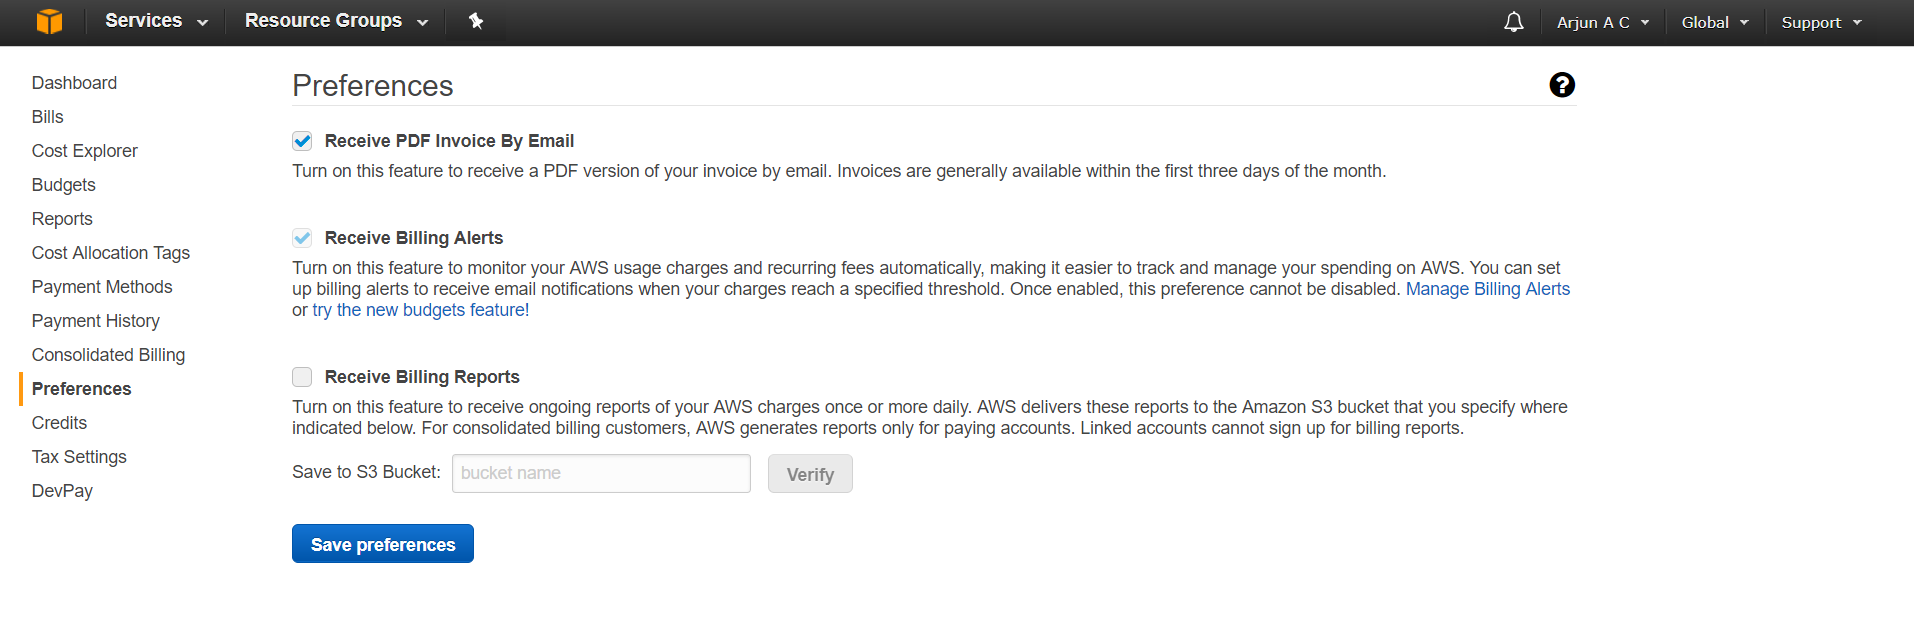 Services
Resource Groups
Arjun A C
Global
Support
Dashboard
Bills
Cost Explorer
Budgets
Reports
Cost Allocation Tags
Payment Methods
Payment History
Consolidated Billing
Preferences
Credits
Tax Settings
DevPay
Preferences
?
Receive PDF Invoice By Email
Turn on this feature to receive a PDF version of your invoice by email. Invoices are generally available within the first three days of the month.
Receive Billing Alerts
Turn on this feature to monitor your AWS usage charges and recurring fees automatically, making it easier to track and manage your spending on AWS. You can set
up billing alerts to receive email notifications when your charges reach a specified threshold. Once enabled, this preference cannot be disabled. Manage Billing Alerts
or try the new budgets feature!
Receive Billing Reports
Turn on this feature to receive ongoing reports of your AWS charges once or more daily. AWS delivers these reports to the Amazon S3 bucket that you specify where
indicated below. For consolidated billing customers, AWS generates reports only for paying accounts. Linked accounts cannot sign up for billing reports.
Save to S3 Bucket: bucket name Verify
Save preferences